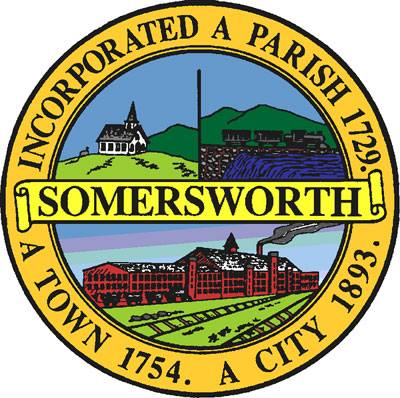 INCORPORATED A PARISH 1729.
SOMERSWORTH
A TOWN 1754. A CITY 1893.